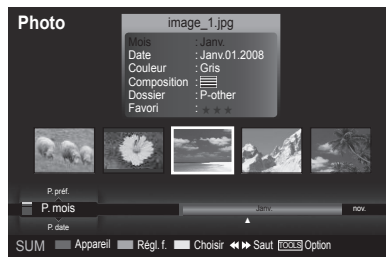 Photo
image_1.jpg
Mois : Janv.
Date : Janv.01.2008
Couleur : Gris
Composition :
Dossier : P-other
Favori : ★★★
P. préf.
P. mois
Janv.
nov.
P. date
SUM Appareil Régl. f. Choisir ◀◀ ▶▶ Saut TOOLS Option